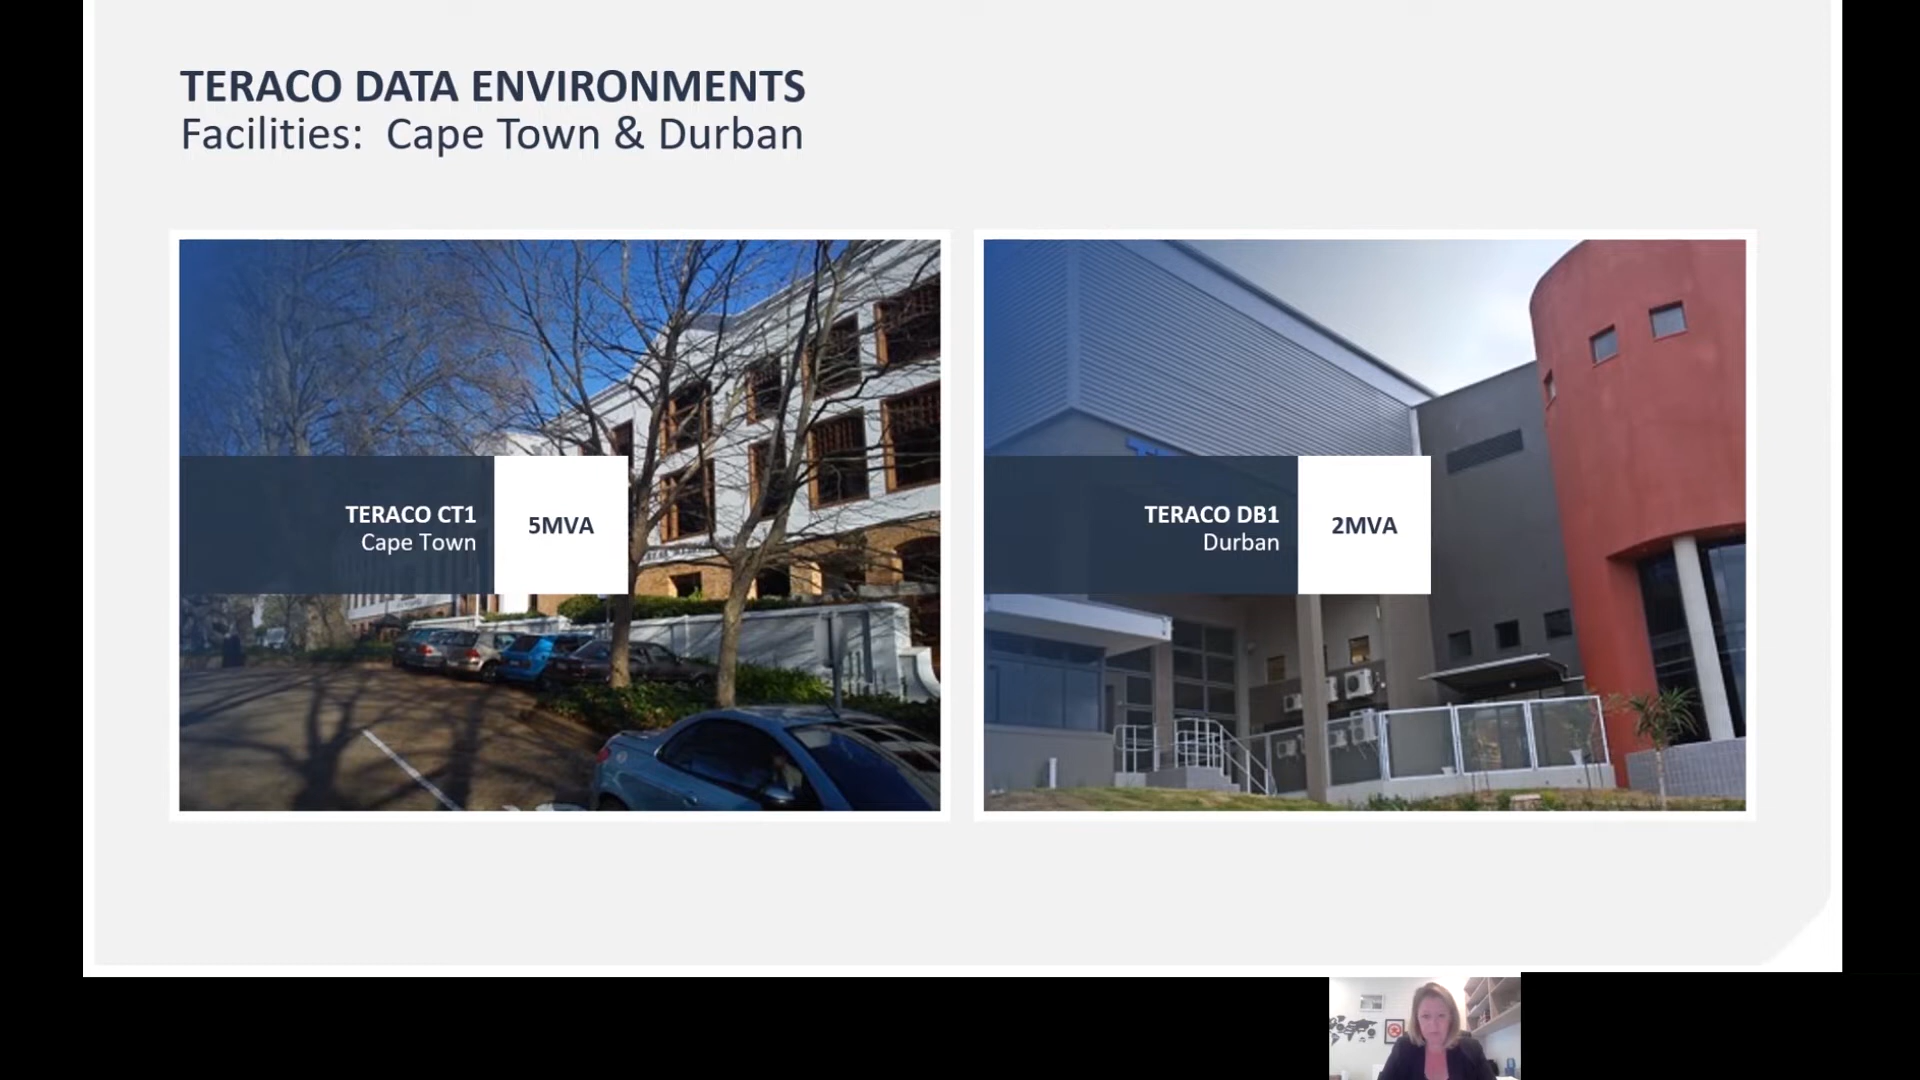 TERACO DATA ENVIRONMENTS
Facilities: Cape Town & Durban
TERACO CT1
Cape Town
5MVA
TERACO DB1
Durban
2MVA